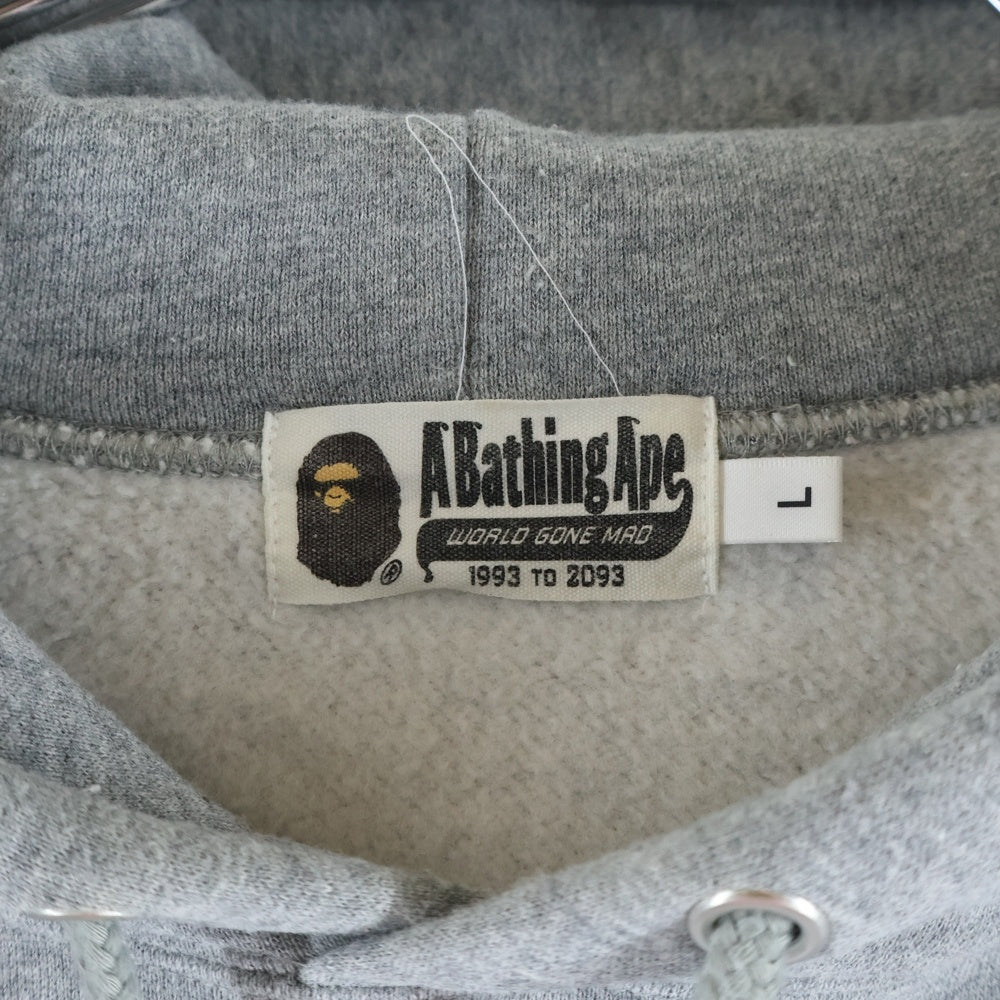 A Bathing Ape
WORLD GONE MAD
1993 TO 2093
®
L